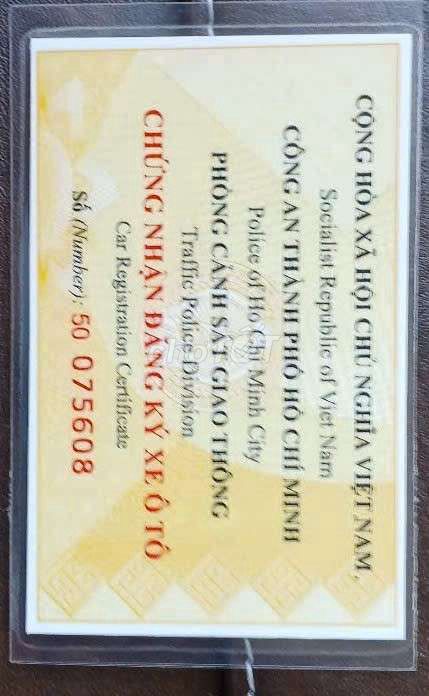 CỘNG HÒA XÃ HỘI CHỦ NGHĨA VIỆT NAM
Socialist Republic of Viet Nam
CÔNG AN THÀNH PHỐ HỒ CHÍ MINH
Police of Ho Chi Minh City
PHÒNG CẢNH SÁT GIAO THÔNG
Traffic Police Division
CHỨNG NHẬN ĐĂNG KÝ XE Ô TÔ
Car Registration Certificate
Số (Number): 50 075608